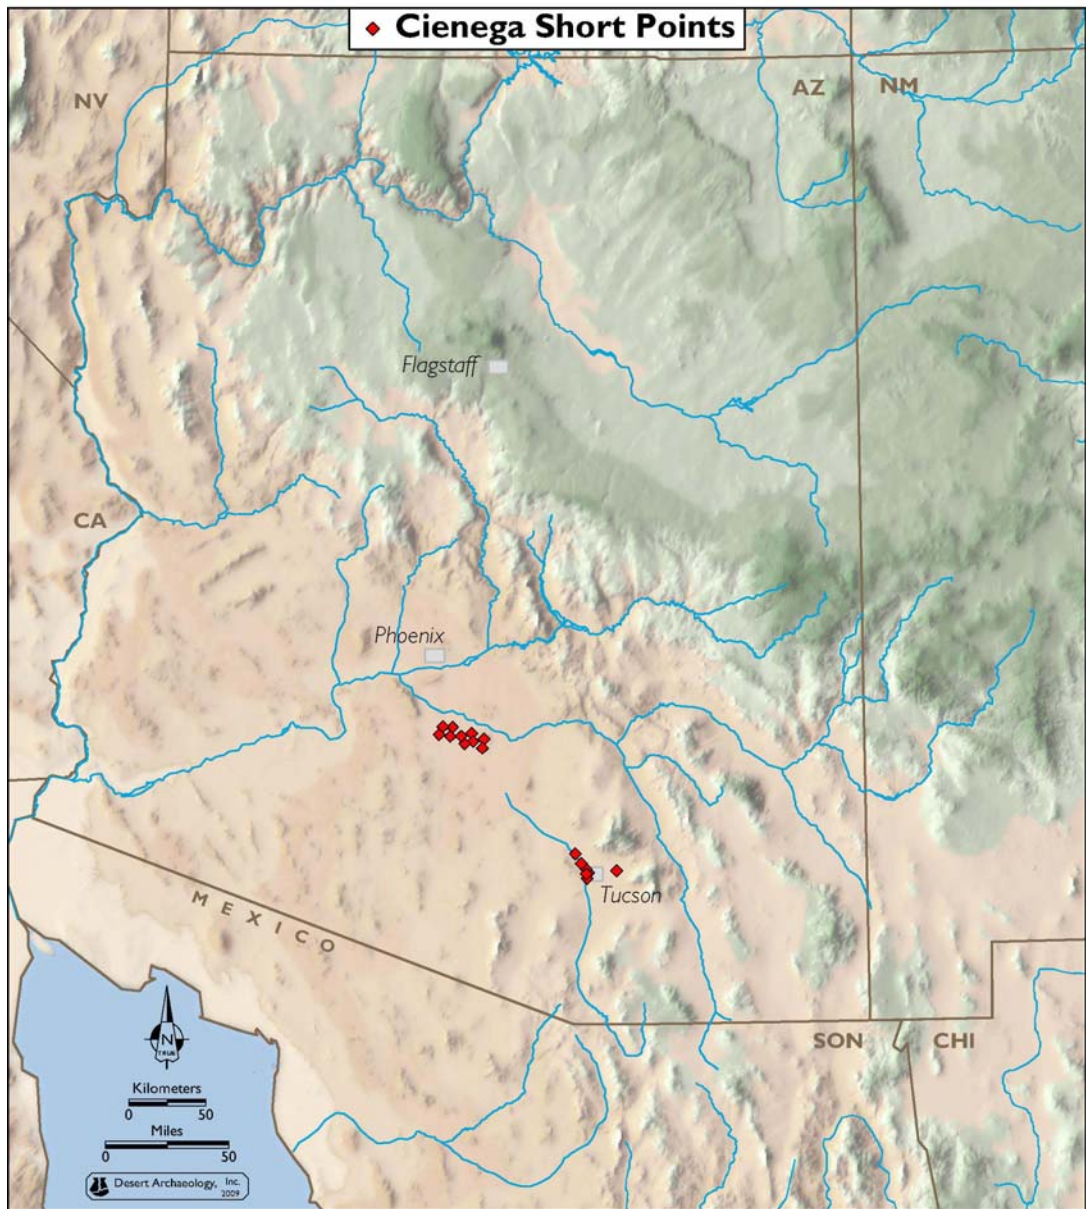 Cienega Short Points
NV
AZ
NM
Flagstaff
CA
Phoenix
Tucson
MEXICO
SON
CHI
N
TRUE
Kilometers
0 50
Miles
0 50
Desert Archaeology, Inc.
2009